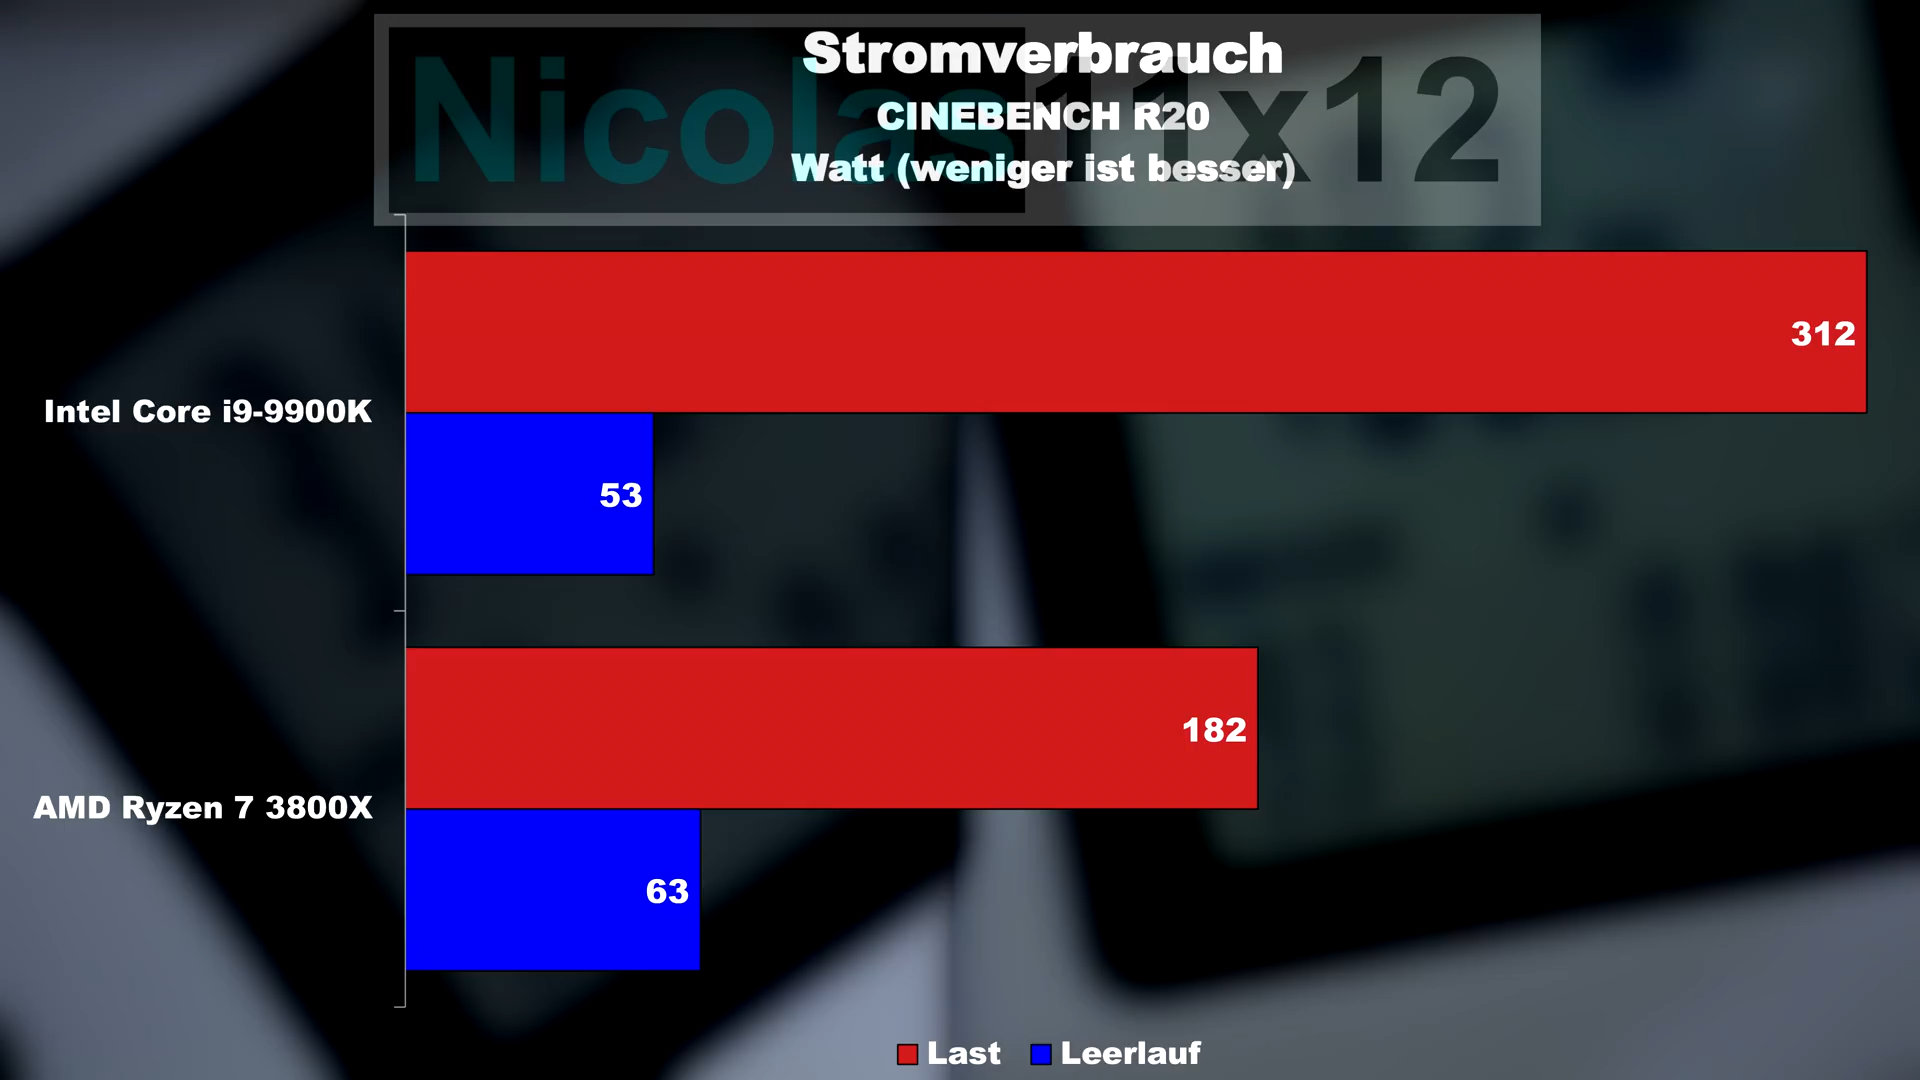 Nicolas11x12
Stromverbrauch
CINEBENCH R20
Watt (weniger ist besser)
312
Intel Core i9-9900K
53
182
AMD Ryzen 7 3800X
63
Last
Leerlauf